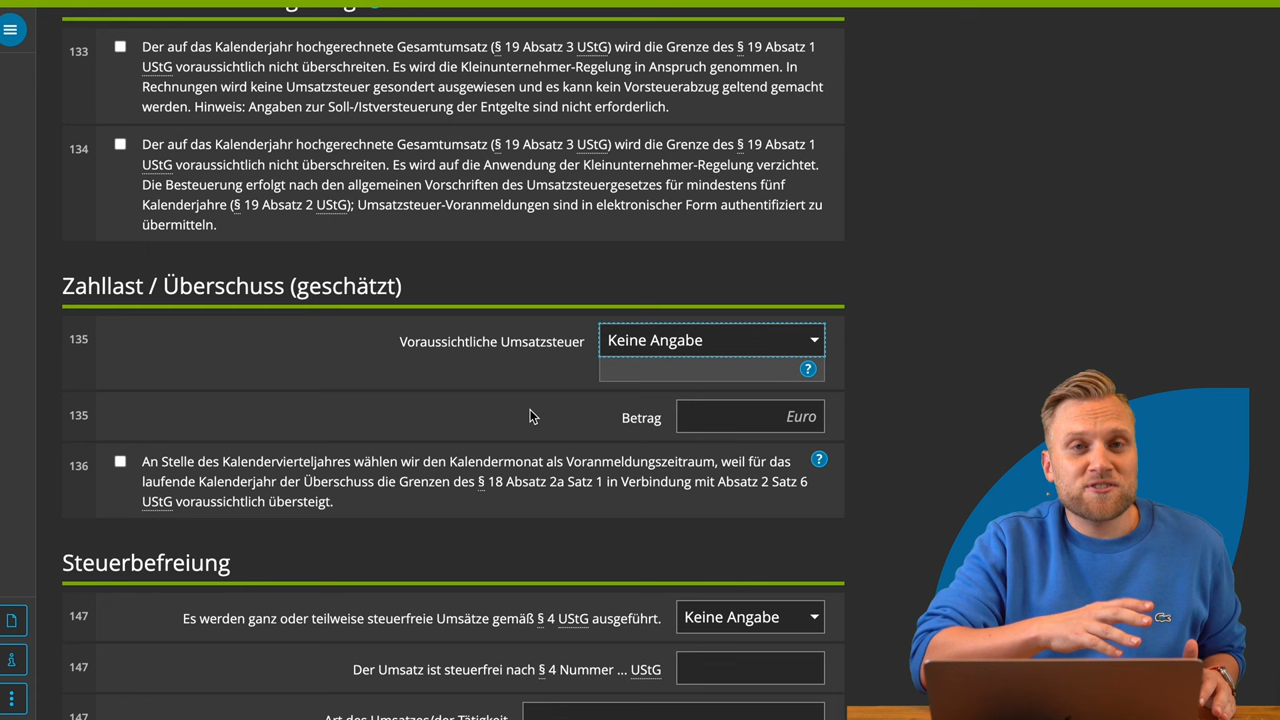 133
Der auf das Kalenderjahr hochgerechnete Gesamtumsatz (§ 19 Absatz 3 UStG) wird die Grenze des § 19 Absatz 1
UStG voraussichtlich nicht überschreiten. Es wird die Kleinunternehmer-Regelung in Anspruch genommen. In
Rechnungen wird keine Umsatzsteuer gesondert ausgewiesen und es kann kein Vorsteuerabzug geltend gemacht
werden. Hinweis: Angaben zur Soll-/Istversteuerung der Entgelte sind nicht erforderlich.
134
Der auf das Kalenderjahr hochgerechnete Gesamtumsatz (§ 19 Absatz 3 UStG) wird die Grenze des § 19 Absatz 1
UStG voraussichtlich nicht überschreiten. Es wird auf die Anwendung der Kleinunternehmer-Regelung verzichtet.
Die Besteuerung erfolgt nach den allgemeinen Vorschriften des Umsatzsteuergesetzes für mindestens fünf
Kalenderjahre (§ 19 Absatz 2 UStG); Umsatzsteuer-Voranmeldungen sind in elektronischer Form authentifiziert zu
übermitteln.
Zahllast / Überschuss (geschätzt)
135 Voraussichtliche Umsatzsteuer Keine Angabe
?
135 Betrag Euro
136
An Stelle des Kalendervierteljahres wählen wir den Kalendermonat als Voranmeldungszeitraum, weil für das ?
laufende Kalenderjahr der Überschuss die Grenzen des § 18 Absatz 2a Satz 1 in Verbindung mit Absatz 2 Satz 6
UStG voraussichtlich übersteigt.
Steuerbefreiung
147 Es werden ganz oder teilweise steuerfreie Umsätze gemäß § 4 UStG ausgeführt. Keine Angabe
147 Der Umsatz ist steuerfrei nach § 4 Nummer ... UStG
147 Art des Umsatzes/der Tätigkeit